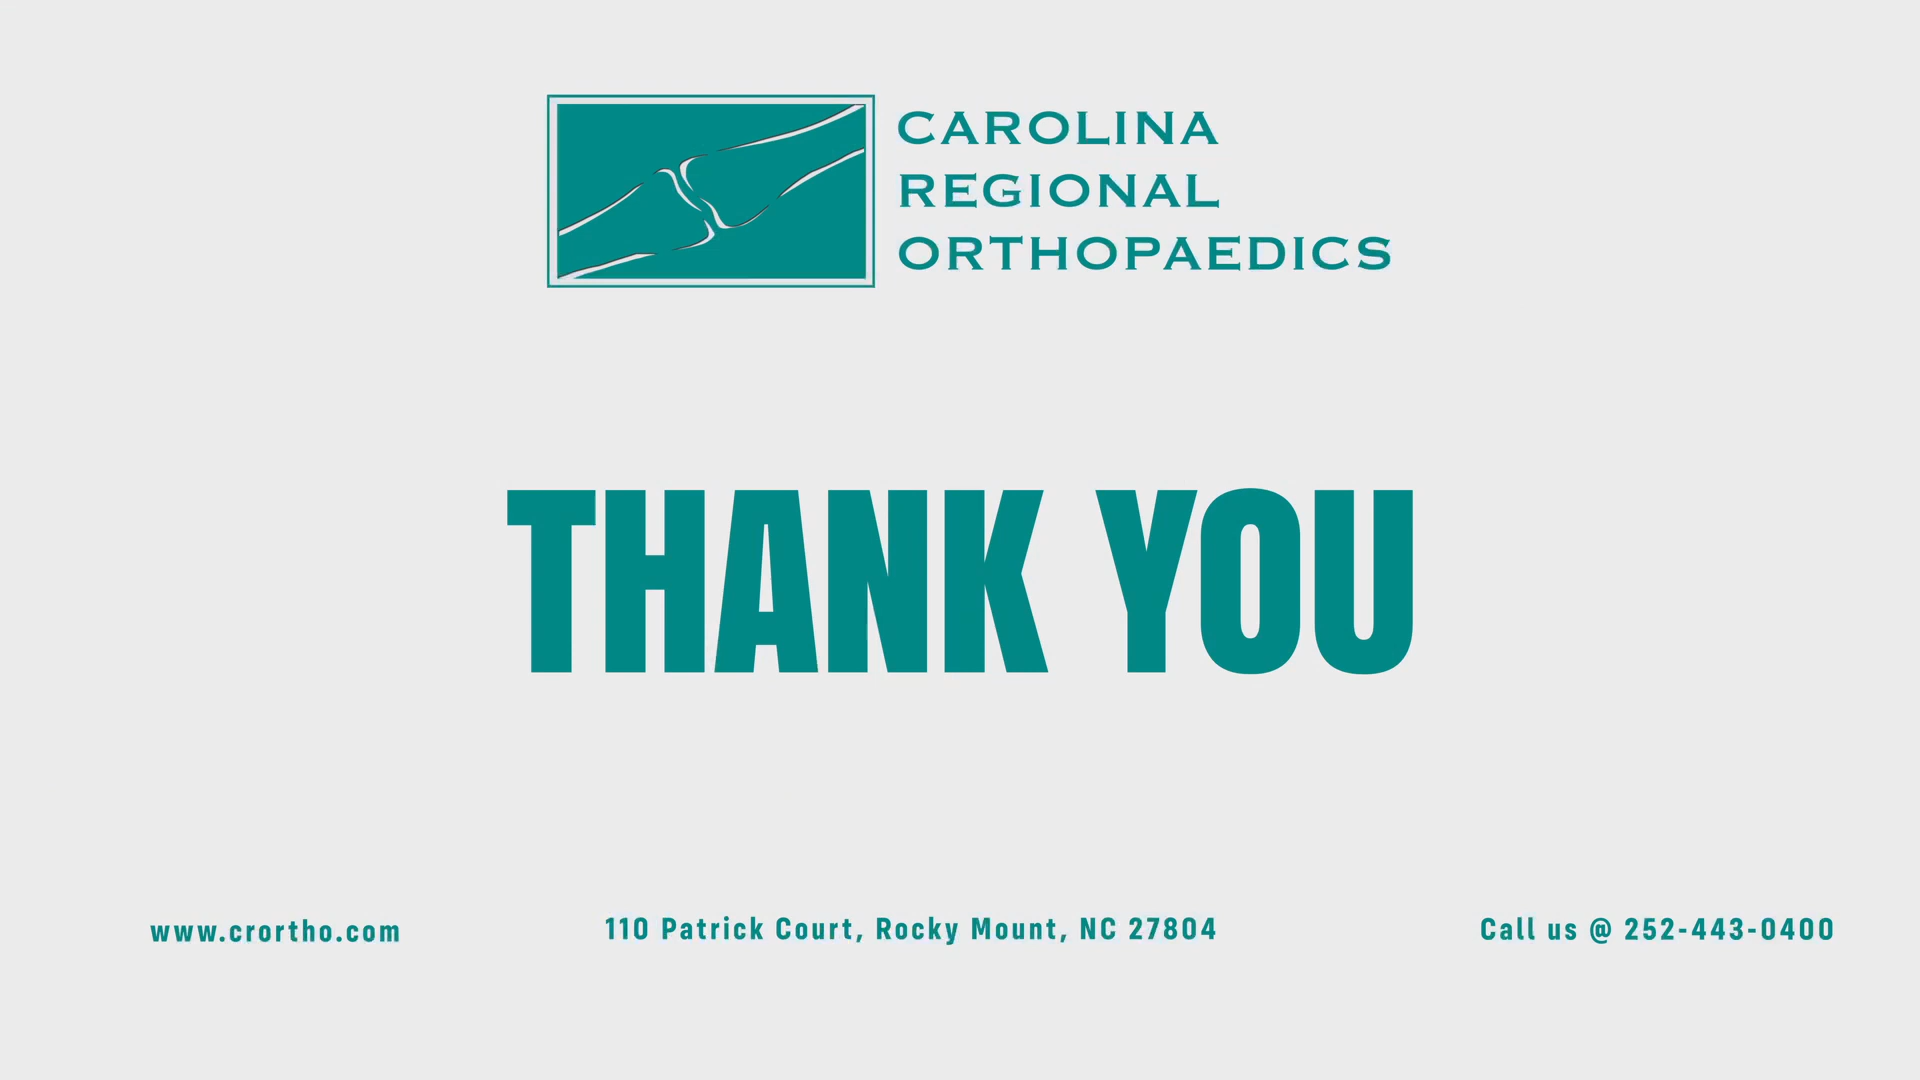 CAROLINA
REGIONAL
ORTHOPAEDICS
THANK YOU
www.crortho.com
110 Patrick Court, Rocky Mount, NC 27804
Call us @ 252-443-0400